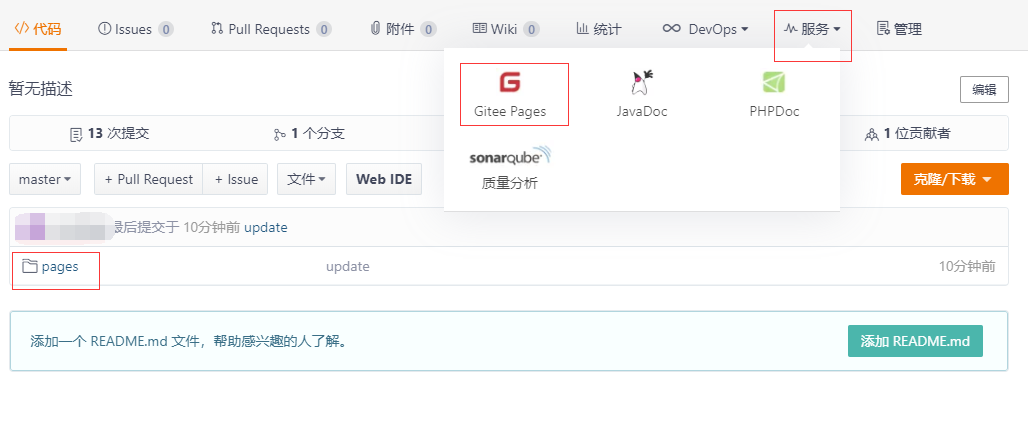 代码 Issues 0 Pull Requests 0 附件 0 Wiki 0 统计 DevOps 服务 管理
Gitee Pages JavaDoc PHPDoc
sonarqube
质量分析
暂无描述 编辑
13 次提交 1 个分支 1 位贡献者
master + Pull Request + Issue 文件 Web IDE 克隆/下载
最后提交于 10分钟前 update
pages update 10分钟前
添加一个 README.md 文件，帮助感兴趣的人了解。 添加 README.md